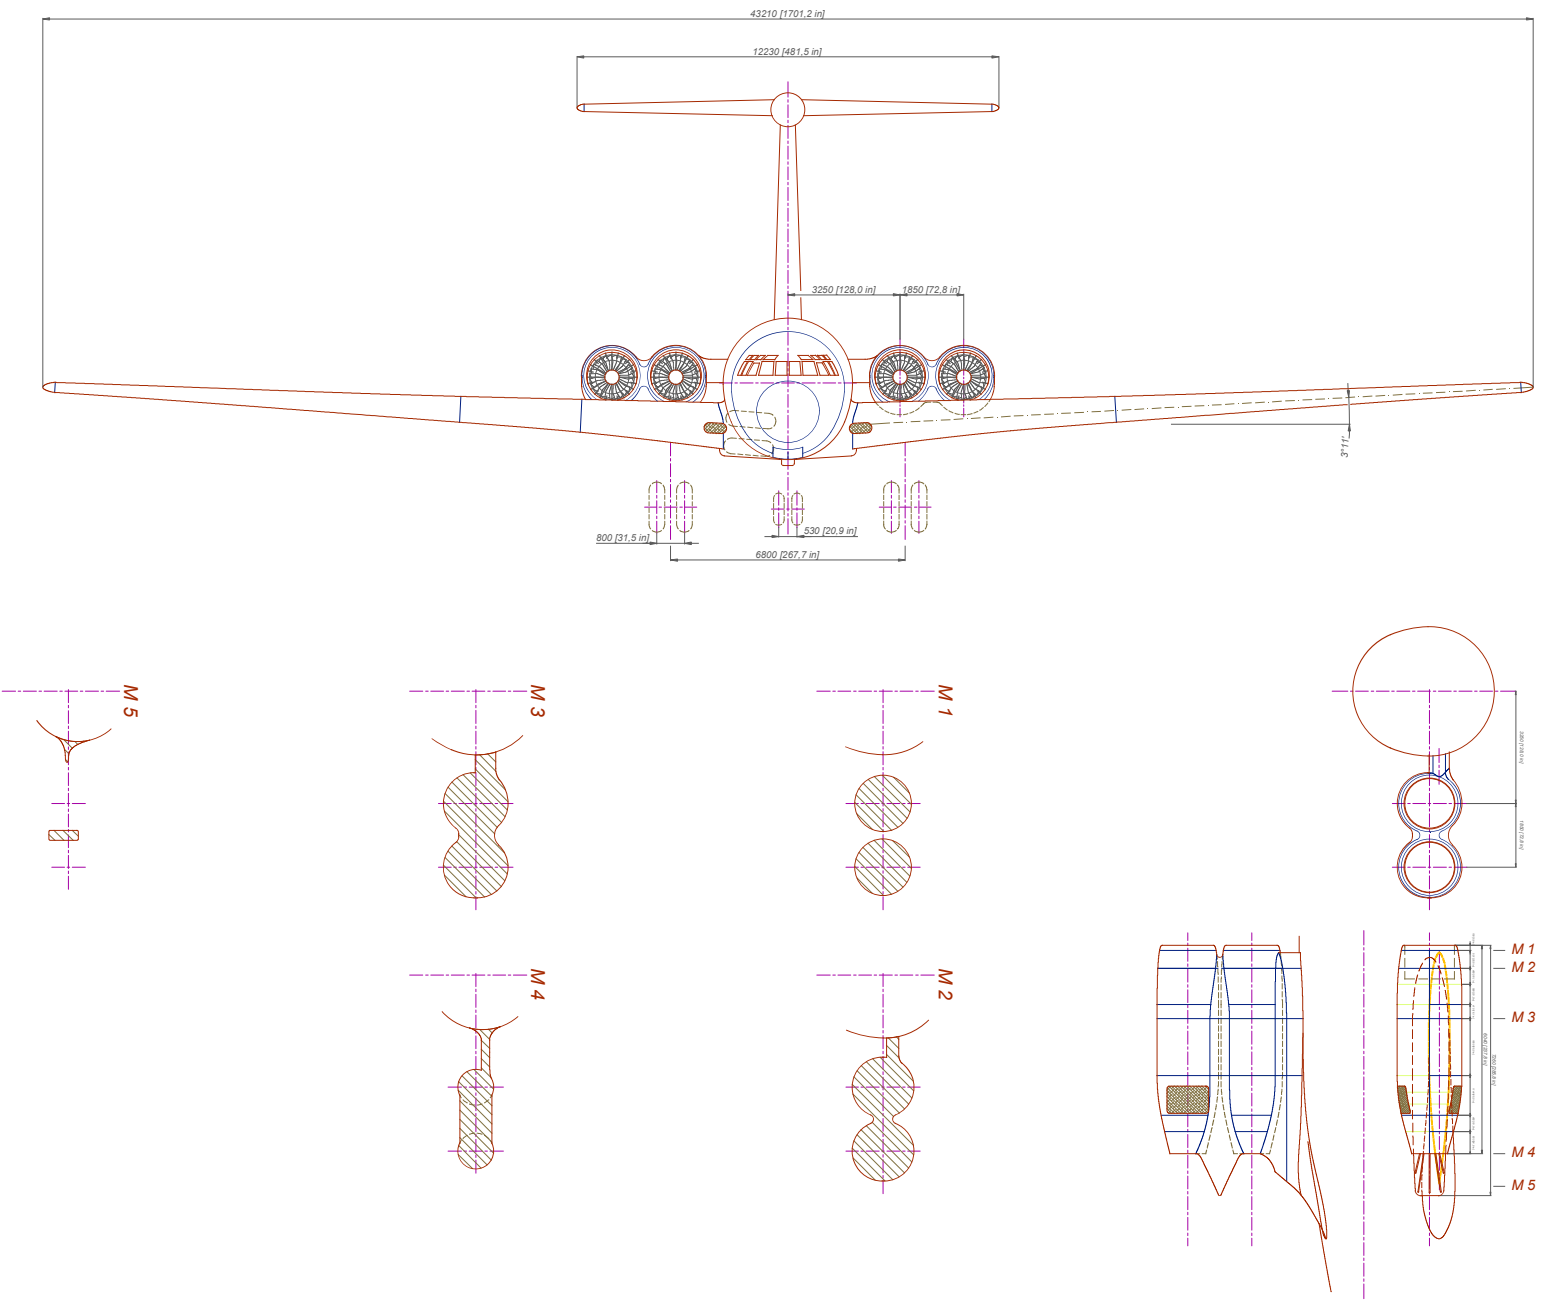 43210 [1701,2 in]
12230 [481,5 in]
3250 [128,0 in]
1850 [72,8 in]
3°11'
800 [31,5 in]
530 [20,9 in]
6800 [267,7 in]
M 5
M 3
M 1
M 4
M 2
M 1
M 2
M 3
M 4
M 5